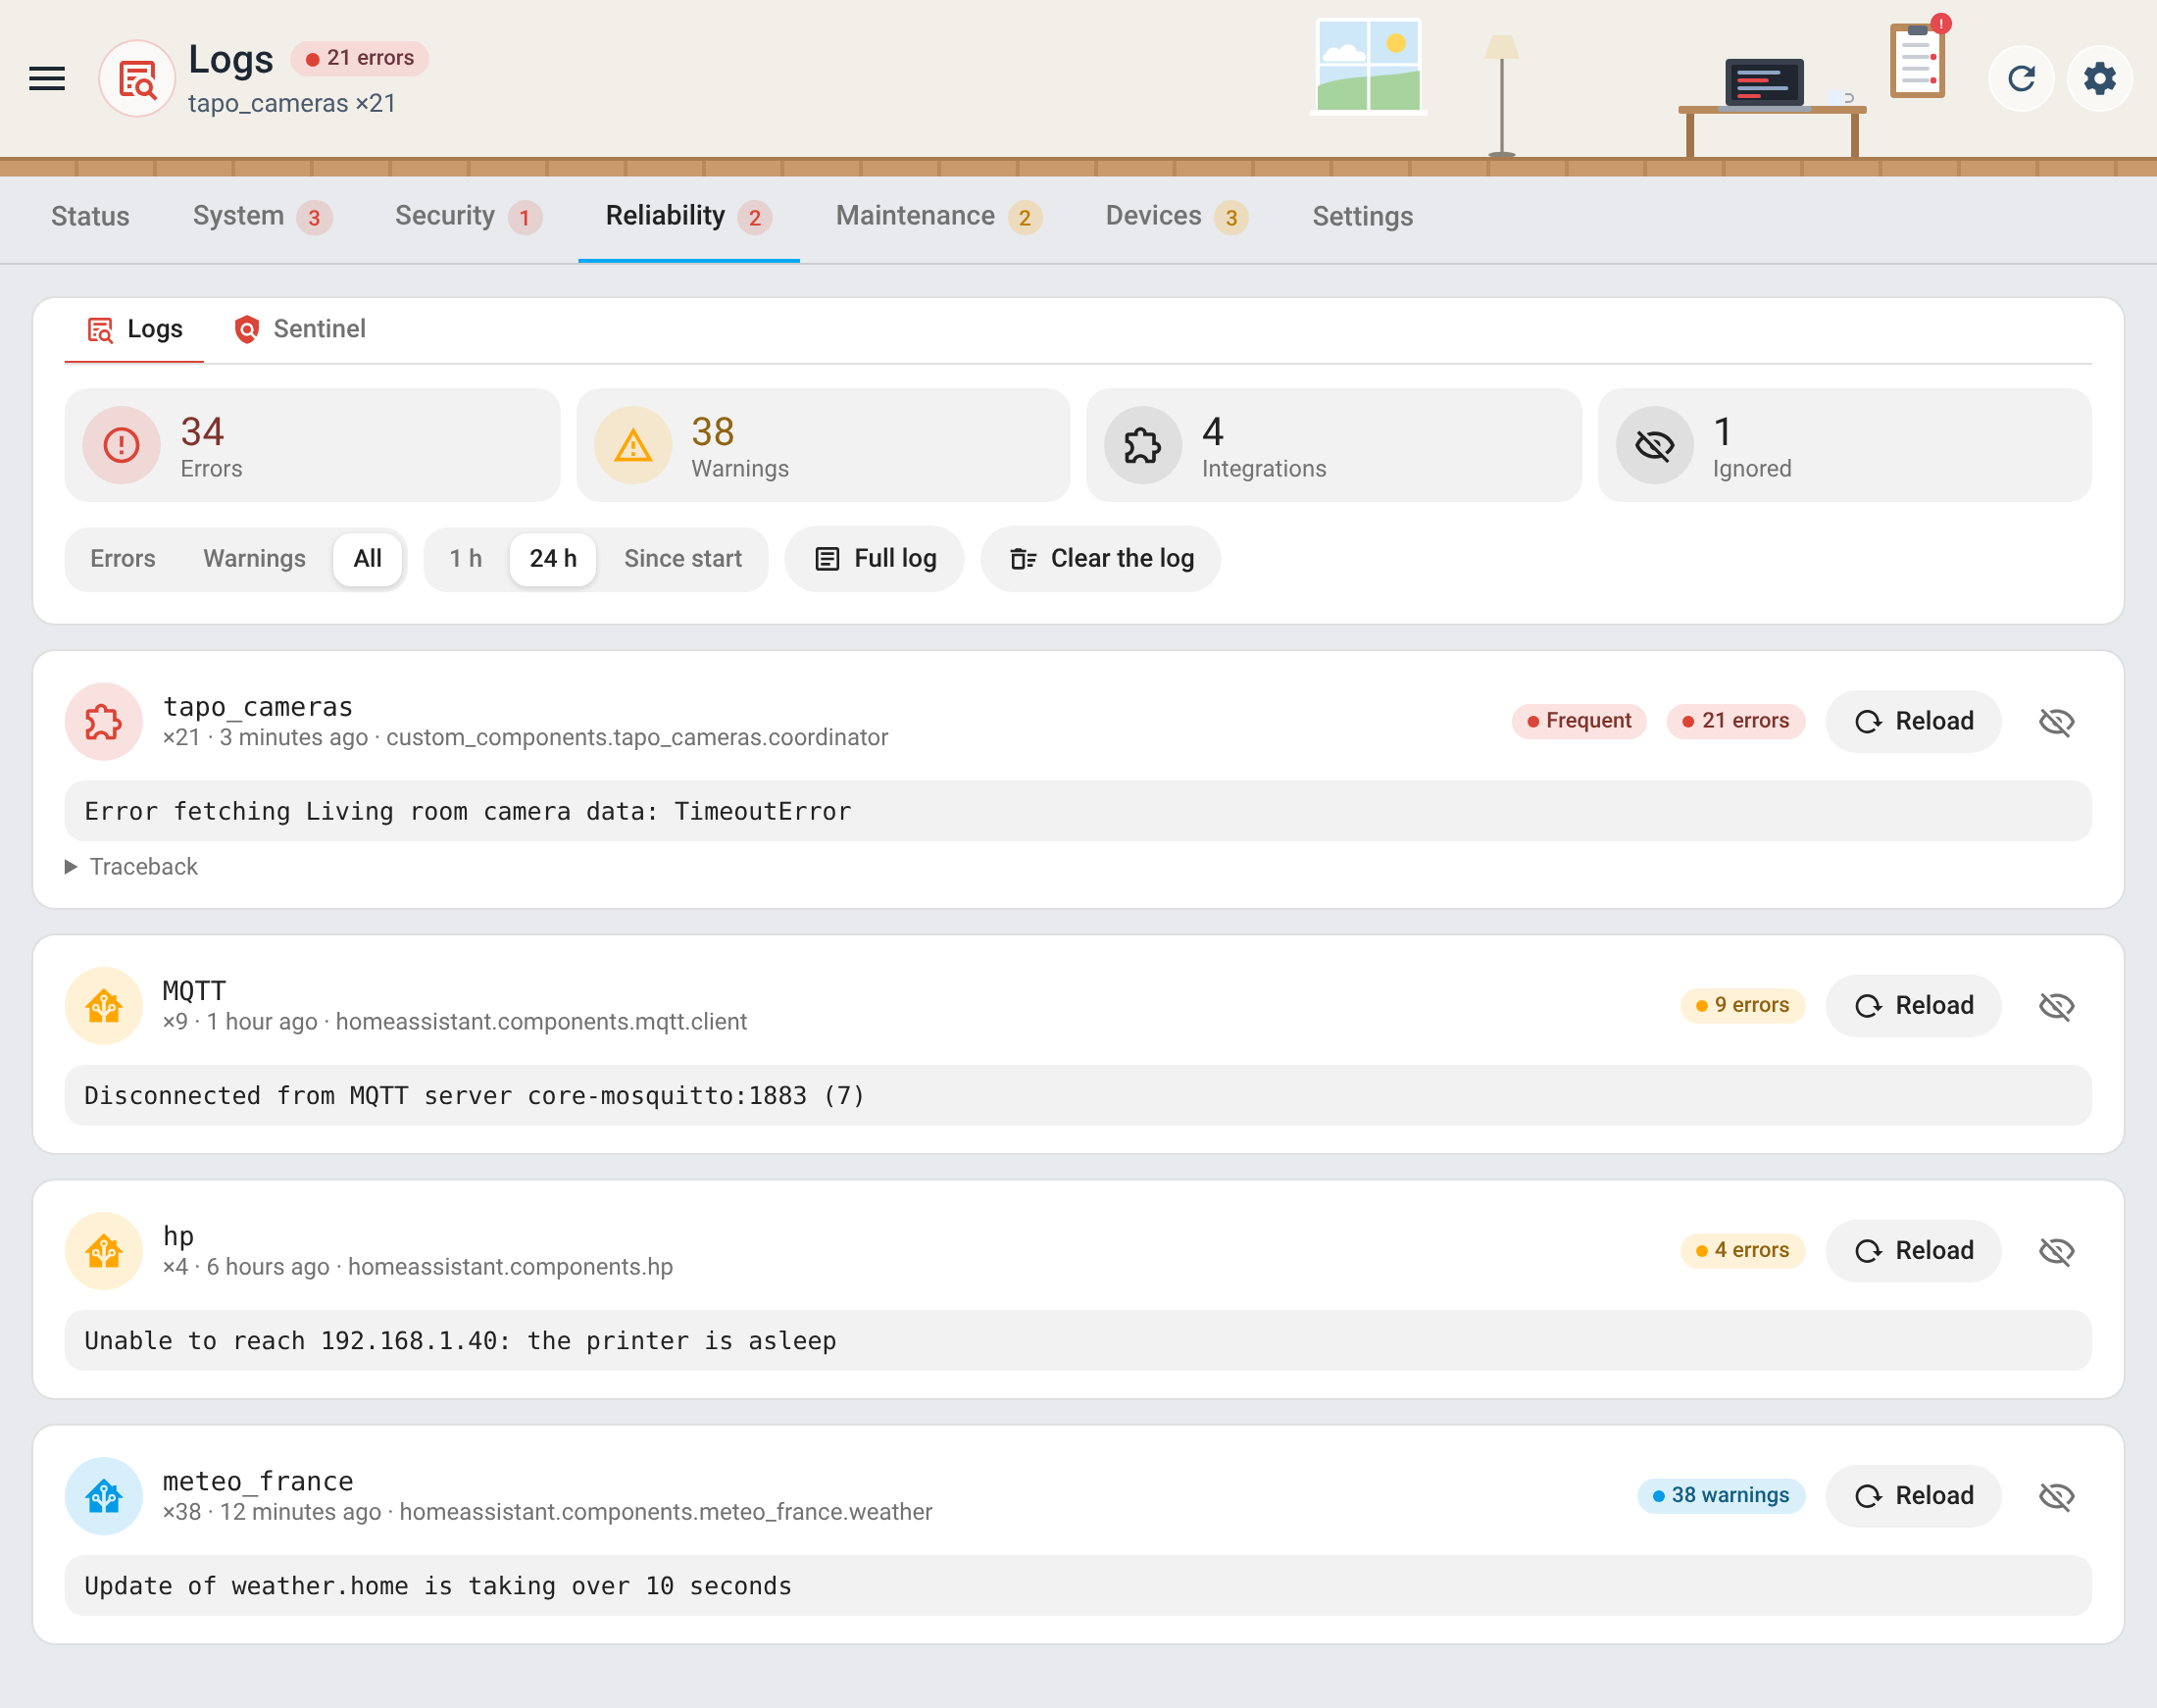 Logs
21 errors
tapo_cameras ×21
!
Status
System 3
Security 1
Reliability 2
Maintenance 2
Devices 3
Settings
Logs
Sentinel
34
Errors
38
Warnings
4
Integrations
1
Ignored
Errors
Warnings
All
1 h
24 h
Since start
Full log
Clear the log
tapo_cameras
×21 · 3 minutes ago · custom_components.tapo_cameras.coordinator
Frequent
21 errors
Reload
Error fetching Living room camera data: TimeoutError
Traceback
MQTT
×9 · 1 hour ago · homeassistant.components.mqtt.client
9 errors
Reload
Disconnected from MQTT server core-mosquitto:1883 (7)
hp
×4 · 6 hours ago · homeassistant.components.hp
4 errors
Reload
Unable to reach 192.168.1.40: the printer is asleep
meteo_france
×38 · 12 minutes ago · homeassistant.components.meteo_france.weather
38 warnings
Reload
Update of weather.home is taking over 10 seconds